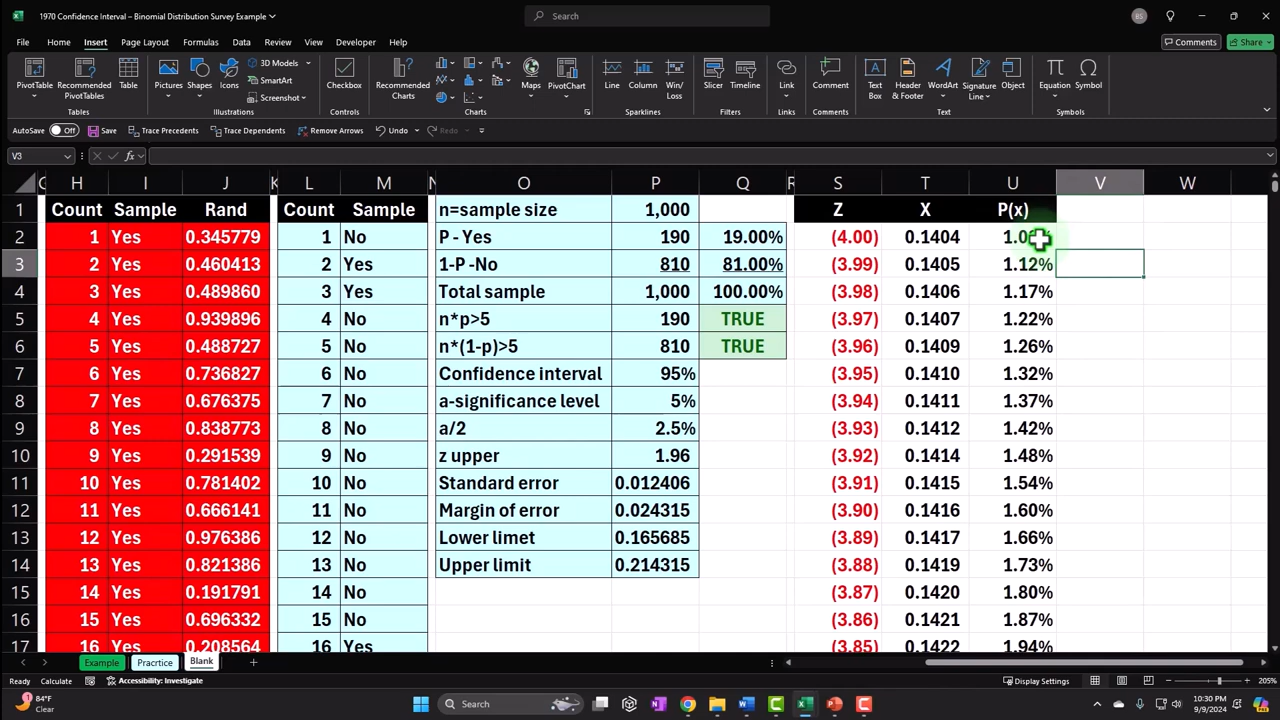 1970 Confidence Interval – Binomial Distribution Survey Example
Search
BS
File Home Insert Page Layout Formulas Data Review View Developer Help
Comments Share
PivotTable Recommended PivotTables Table
Tables
Pictures Shapes Icons 3D Models SmartArt Screenshot
Illustrations
Checkbox
Controls
Recommended Charts Maps PivotChart
Charts
Line Column Win/Loss
Sparklines
Slicer Timeline
Filters
Link
Links
Comment
Comments
Text Box Header & Footer WordArt Signature Line Object
Text
Equation Symbol
Symbols
AutoSave Off Save Trace Precedents Trace Dependents Remove Arrows Undo Redo
V3 fx
H I J K L M O P Q S T U V W
1 Count Sample Rand Count Sample n=sample size 1,000 Z X P(x)
2 1 Yes 0.345779 1 No P - Yes 190 19.00% (4.00) 0.1404
3 2 Yes 0.460413 2 Yes 1-P -No 810 81.00% (3.99) 0.1405 1.12%
4 3 Yes 0.489860 3 Yes Total sample 1,000 100.00% (3.98) 0.1406 1.17%
5 4 Yes 0.939896 4 No n*p>5 190 TRUE (3.97) 0.1407 1.22%
6 5 Yes 0.488727 5 No n*(1-p)>5 810 TRUE (3.96) 0.1409 1.26%
7 6 Yes 0.736827 6 No Confidence interval 95% (3.95) 0.1410 1.32%
8 7 Yes 0.676375 7 No a-significance level 5% (3.94) 0.1411 1.37%
9 8 Yes 0.838773 8 No a/2 2.5% (3.93) 0.1412 1.42%
10 9 Yes 0.291539 9 No z upper 1.96 (3.92) 0.1414 1.48%
11 10 Yes 0.781402 10 No Standard error 0.012406 (3.91) 0.1415 1.54%
12 11 Yes 0.666141 11 No Margin of error 0.024315 (3.90) 0.1416 1.60%
13 12 Yes 0.976386 12 No Lower limet 0.165685 (3.89) 0.1417 1.66%
14 13 Yes 0.821386 13 No Upper limit 0.214315 (3.88) 0.1419 1.73%
15 14 Yes 0.191791 14 No (3.87) 0.1420 1.80%
16 15 Yes 0.696332 15 No (3.86) 0.1421 1.87%
17 16 Yes 0.208564 16 Yes (3.85) 0.1422 1.94%
Example Pracrtice Blank
Ready Calculate Accessibility: Investigate Display Settings 205%
84°F
Clear
Search
10:30 PM
9/9/2024